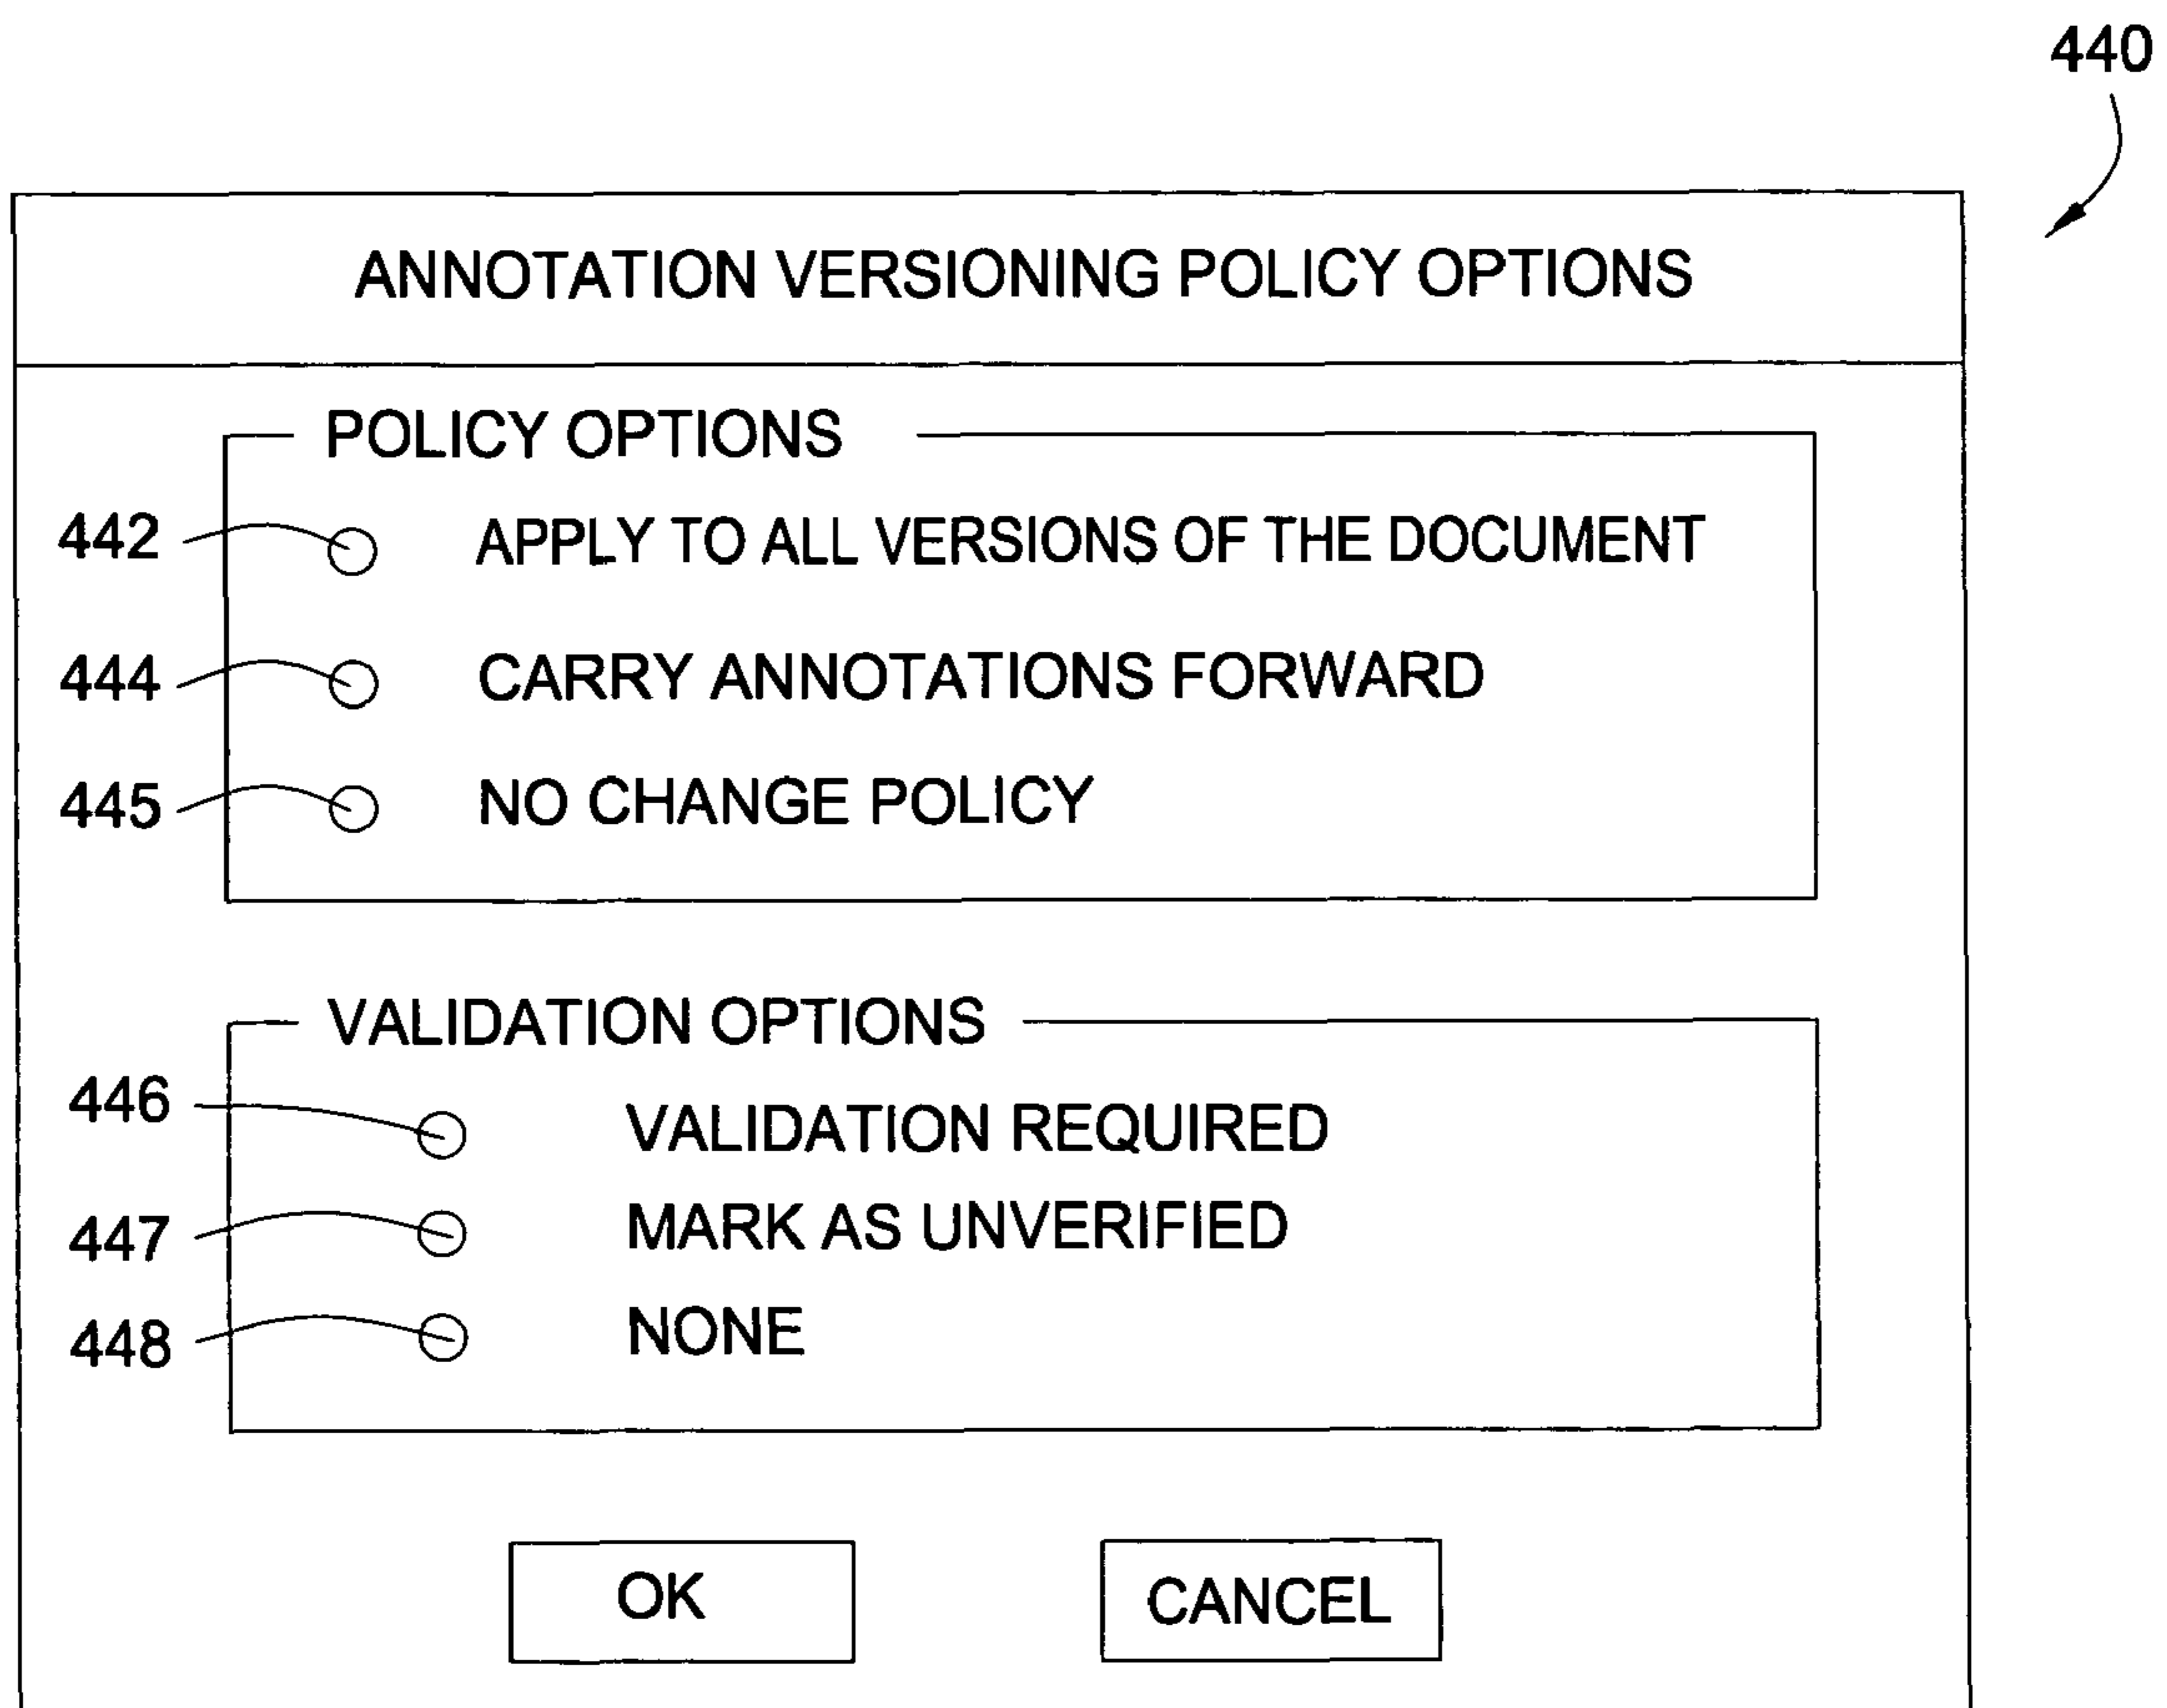 440
ANNOTATION VERSIONING POLICY OPTIONS
POLICY OPTIONS
442 APPLY TO ALL VERSIONS OF THE DOCUMENT
444 CARRY ANNOTATIONS FORWARD
445 NO CHANGE POLICY
VALIDATION OPTIONS
446 VALIDATION REQUIRED
447 MARK AS UNVERIFIED
448 NONE
OK CANCEL